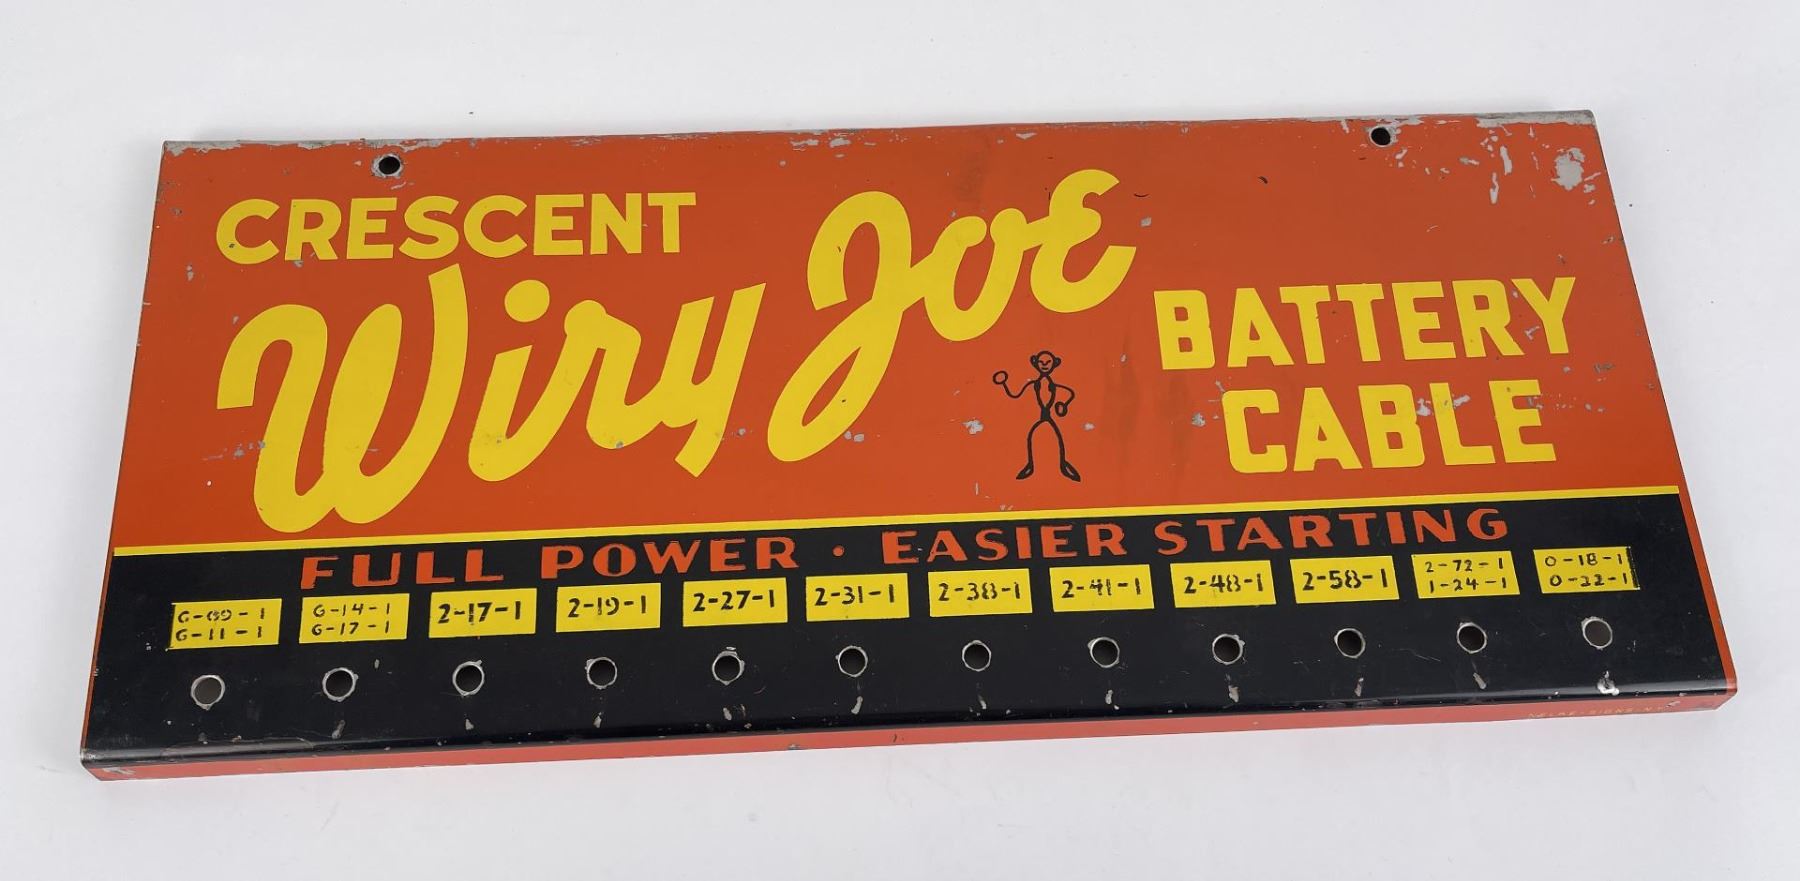 CRESCENT
Wiry Joe
BATTERY
CABLE
FULL POWER · EASIER STARTING
G-09-1
G-11-1
G-14-1
G-17-1
2-17-1
2-19-1
2-27-1
2-31-1
2-38-1
2-41-1
2-48-1
2-58-1
2-72-1
1-24-1
0-18-1
0-22-1